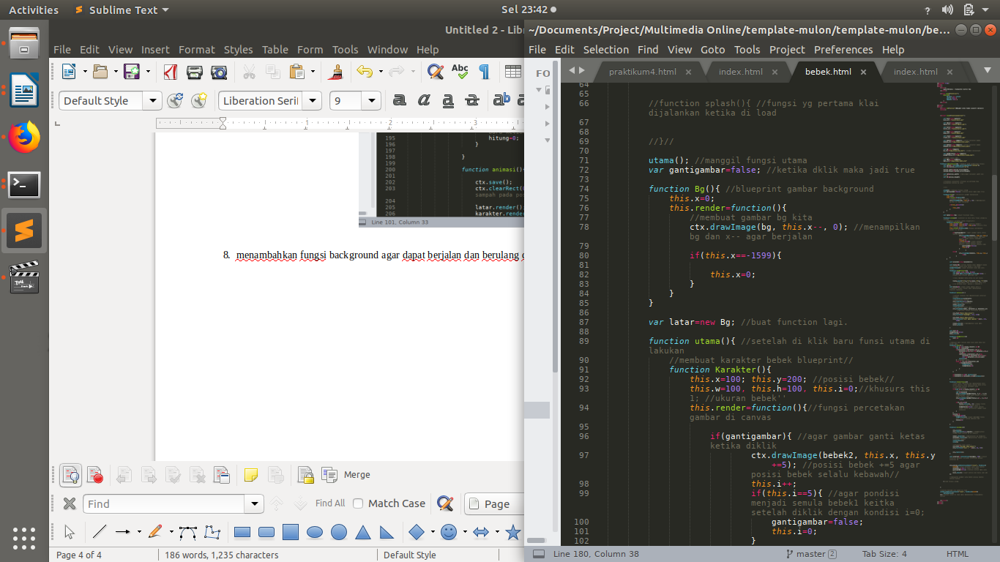 Activities
Sublime Text
Sel 23:42
Untitled 2 - Libr
File Edit View Insert Format Styles Table Form Tools Window Help
Abc
Default Style
Liberation Seri
9
a a a a ab a
1 2 3
195 hitung=0;
196 }
197
198 }
199
200 function animasi()
201
202 ctx.save();
203 ctx.clearRect(
sampah pada po
204
205 latar.render();
206 karakter.rende
Line 101, Column 33
8. menambahkan fungsi background agar dapat berjalan dan berulang
Merge
Find
Find All
Match Case
Page
Page 4 of 4
186 words, 1,235 characters
Default Style
~/Documents/Project/Multimedia Online/template-mulon/template-mulon/be...
File Edit Selection Find View Goto Tools Project Preferences Help
FO
praktikum4.html
index.html
bebek.html
index.html
64
65
66 //function splash(){ //fungsi yg pertama klai
dijalankan ketika di load
67
68
69 //}//
70
71 utama(); //manggil fungsi utama
72 var gantigambar=false; //ketika dklik maka jadi true
73
74 function Bg(){ //blueprint gambar background
75 this.x=0;
76 this.render=function(){
77 //membuat gambar bg kita
78 ctx.drawImage(bg, this.x--, 0); //menampilkan
bg dan x-- agar berjalan
79
80 if(this.x==-1599){
81
82 this.x=0;
83 }
84 }
85 }
86
87 var latar=new Bg; //buat function lagi.
88
89 function utama(){ //setelah di klik baru funsi utama di
lakukan
90 //membuat karakter bebek blueprint//
91 function Karakter(){
92 this.x=100; this.y=200; //posisi bebek//
93 this.w=100, this.h=100, this.i=0;//khusurs this
1; //ukuran bebek''
94 this.render=function(){//fungsi percetakan
gambar di canvas
95
96 if(gantigambar){ //agar gambar ganti ketas
ketika diklik
97 ctx.drawImage(bebek2, this.x, this.y
+=5); //posisi bebek +=5 agar
posisi bebek selalu kebawah//
98 this.i++;
99 if(this.i==5){ //agar pondisi
menjadi semula bebek1 keitka
setelah diklik dengan kondisi i=0;
100 gantigambar=false;
101 this.i=0;
102 }
Line 180, Column 38
master 2
Tab Size: 4
HTML